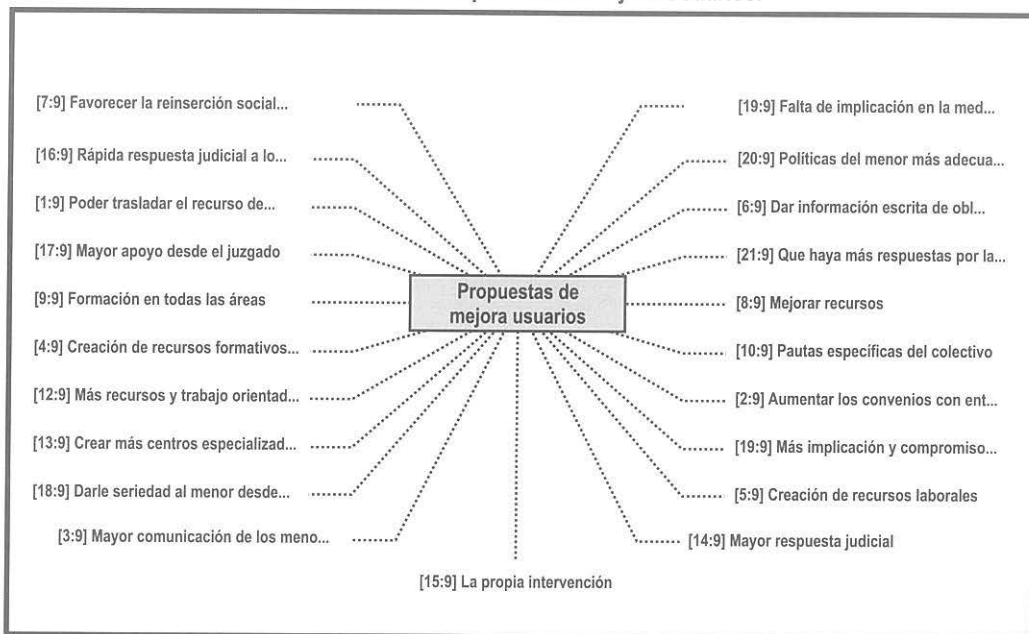 [7:9] Favorecer la reinserción social...
[16:9] Rápida respuesta judicial a lo...
[1:9] Poder trasladar el recurso de...
[17:9] Mayor apoyo desde el juzgado
[9:9] Formación en todas las áreas
[4:9] Creación de recursos formativos...
[12:9] Más recursos y trabajo orientad...
[13:9] Crear más centros especializad...
[18:9] Darle seriedad al menor desde...
[3:9] Mayor comunicación de los meno...
Propuestas de
mejora usuarios
[19:9] Falta de implicación en la med...
[20:9] Políticas del menor más adecua...
[6:9] Dar información escrita de obl...
[21:9] Que haya más respuestas por la...
[8:9] Mejorar recursos
[10:9] Pautas específicas del colectivo
[2:9] Aumentar los convenios con ent...
[19:9] Más implicación y compromiso...
[5:9] Creación de recursos laborales
[14:9] Mayor respuesta judicial
[15:9] La propia intervención